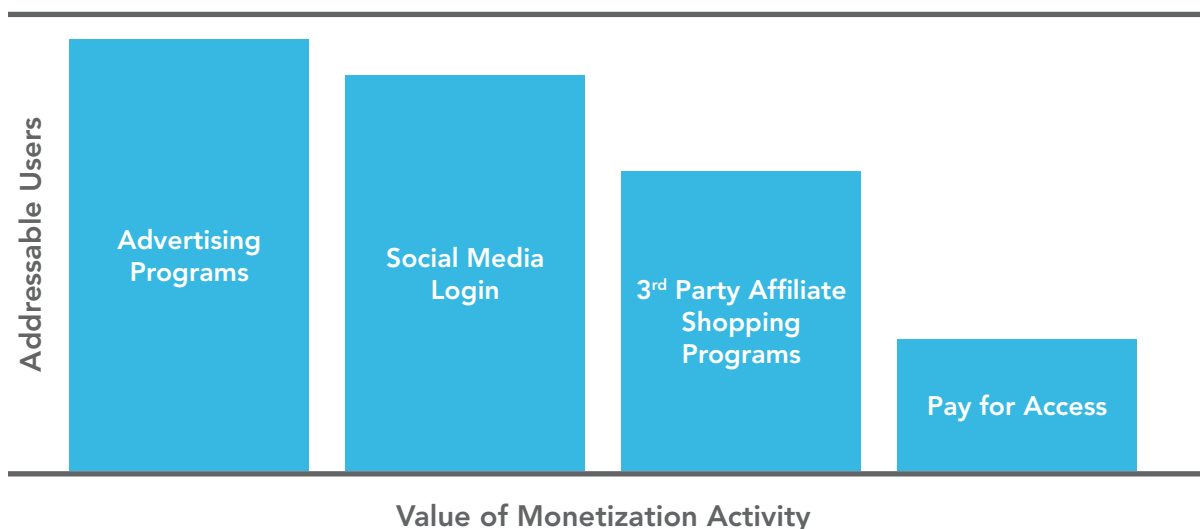 Addressable Users
Advertising
Programs
Social Media
Login
3rd Party Affiliate
Shopping
Programs
Pay for Access
Value of Monetization Activity